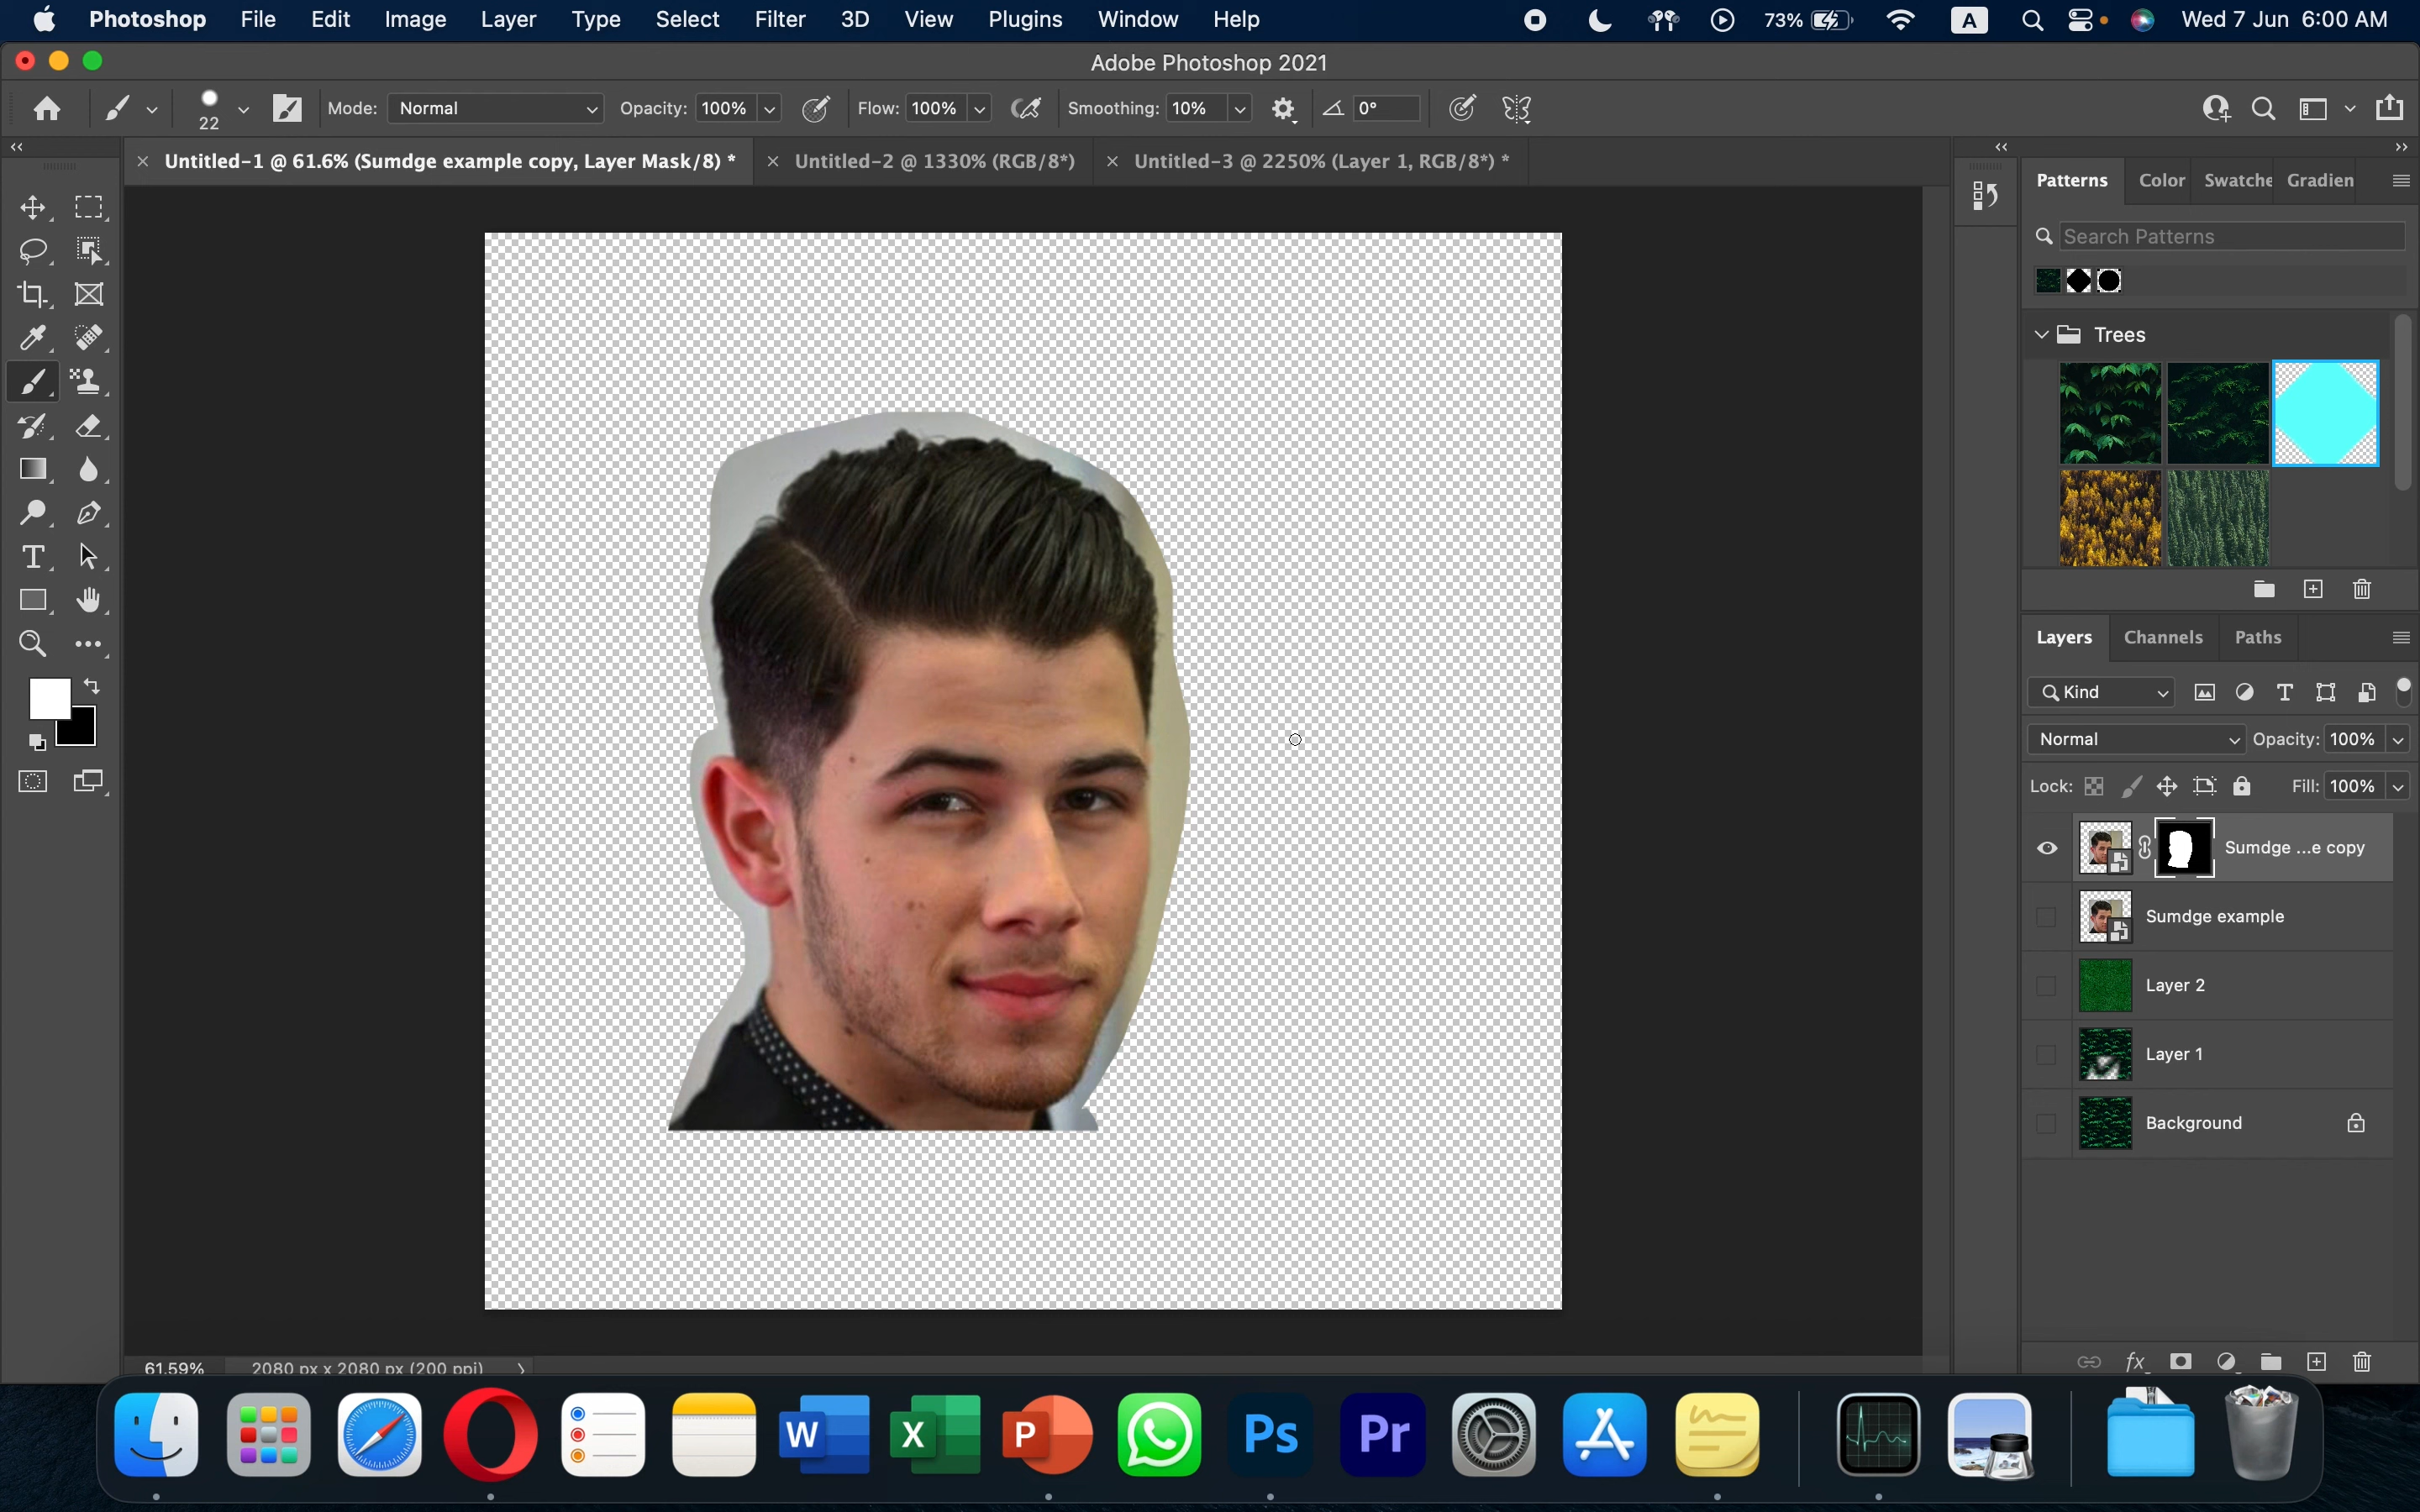 Photoshop File Edit Image Layer Type Select Filter 3D View Plugins Window Help 73% A Wed 7 Jun 6:00 AM
Adobe Photoshop 2021
22 Mode: Normal Opacity: 100% Flow: 100% Smoothing: 10% 0°
Untitled-1 @ 61.6% (Sumdge example copy, Layer Mask/8) * Untitled-2 @ 1330% (RGB/8*) Untitled-3 @ 2250% (Layer 1, RGB/8*) *
Patterns Color Swatche Gradien
Search Patterns
Trees
Layers Channels Paths
Kind
Normal Opacity: 100%
Lock: Fill: 100%
Sumdge ...e copy
Sumdge example
Layer 2
Layer 1
Background
fx
61.59% 2080 px x 2080 px (200 ppi)
W X P Ps Pr